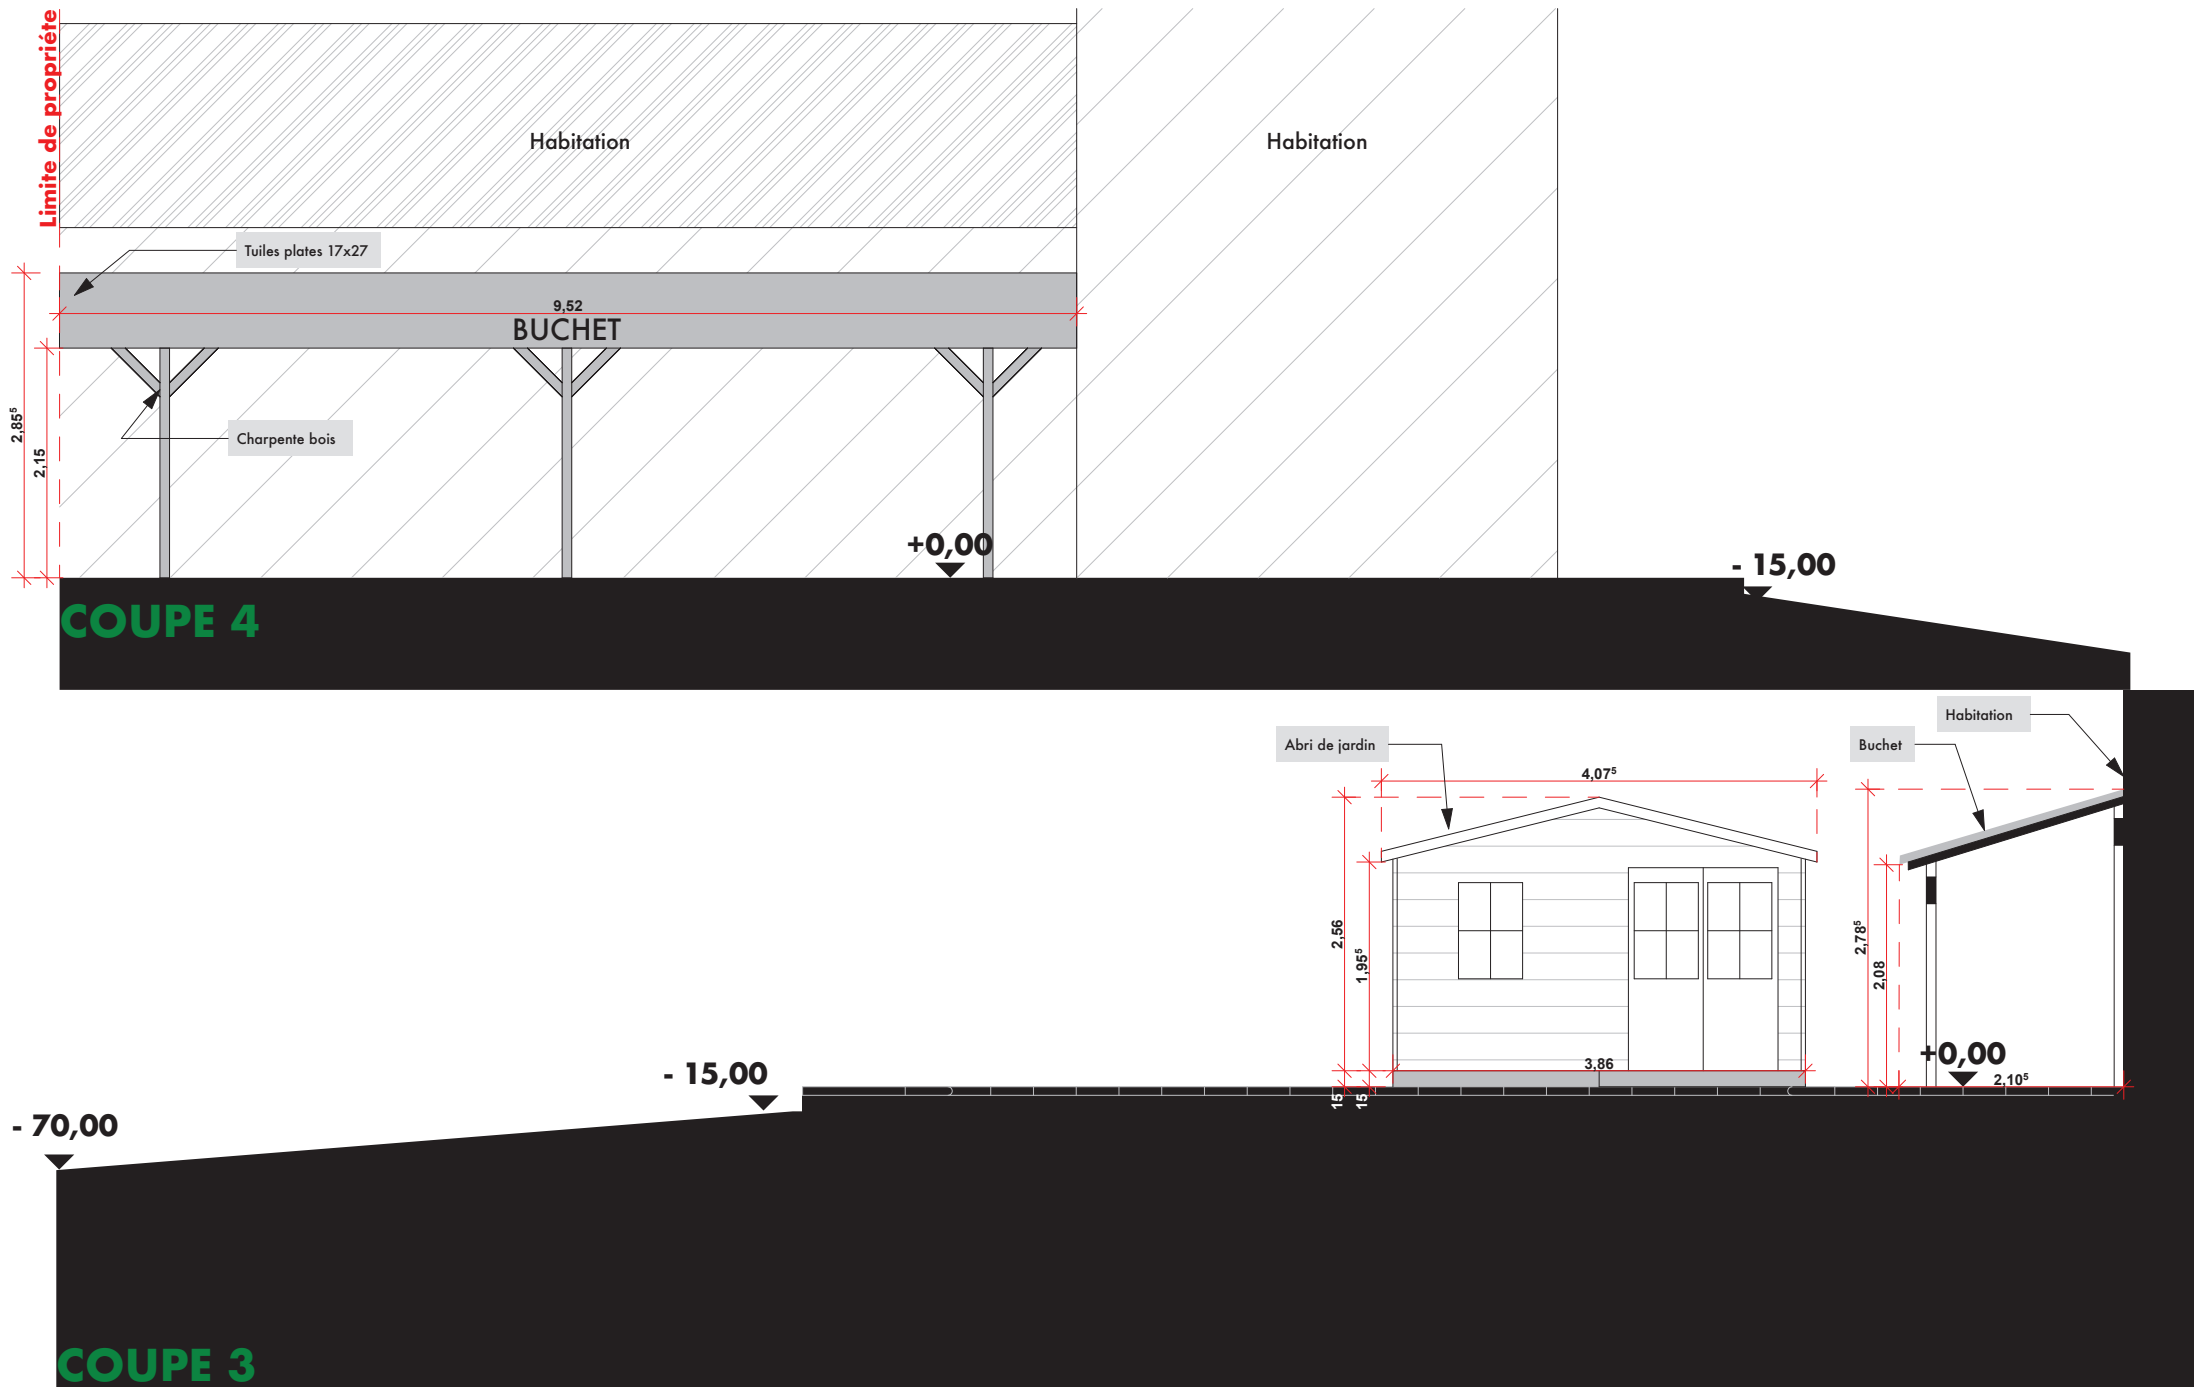 Limite de propriéte
Habitation
Habitation
Tuiles plates 17x27
9,52
BUCHET
2,85⁵
2,15
Charpente bois
+0,00
- 15,00
COUPE 4
Habitation
Abri de jardin
Buchet
4,07⁵
2,56
1,95⁵
2,78⁵
2,08
3,86
+0,00
2,10⁵
- 15,00
15
15
- 70,00
COUPE 3